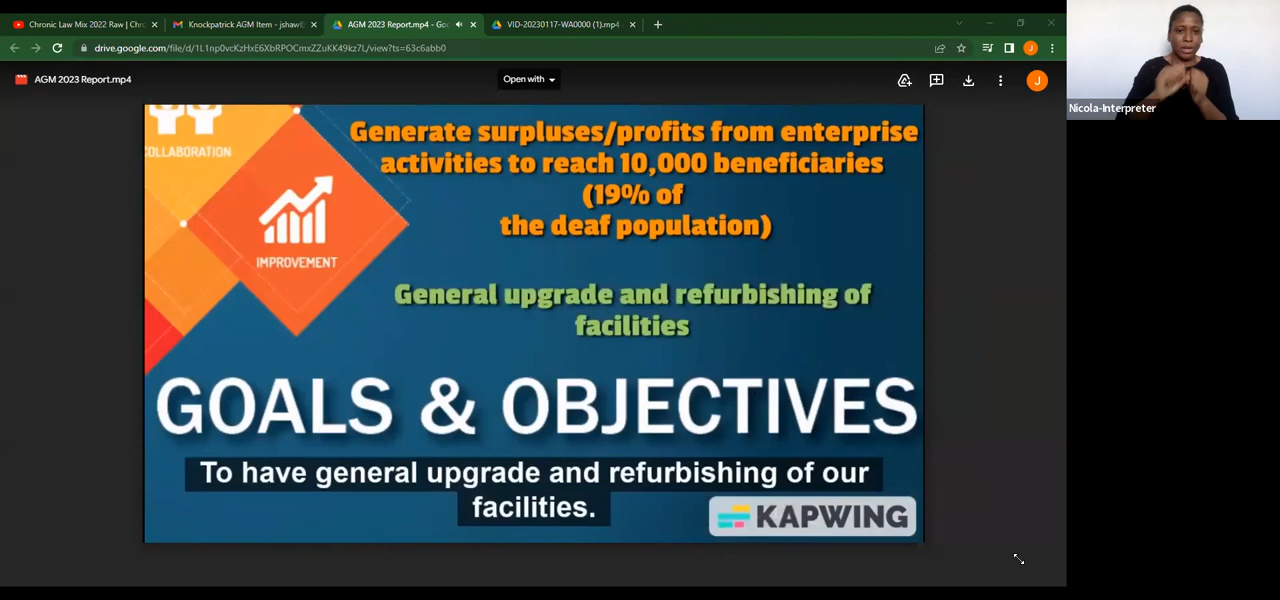 Chronic Law Mix 2022 Raw | Chr
Knockpatrick AGM Item - jshaw
AGM 2023 Report.mp4 - Goo
VID-20230117-WA0000 (1).mp4
drive.google.com/file/d/1L1np0vcKzHxE6XbRPOCmxZZuKK49kz7L/view?ts=63c6abb0
J
AGM 2023 Report.mp4
Open with
J
Nicola-Interpreter
COLLABORATION
IMPROVEMENT
Generate surpluses/profits from enterprise
activities to reach 10,000 beneficiaries
(19% of
the deaf population)
General upgrade and refurbishing of
facilities
GOALS & OBJECTIVES
To have general upgrade and refurbishing of our
facilities.
KAPWING